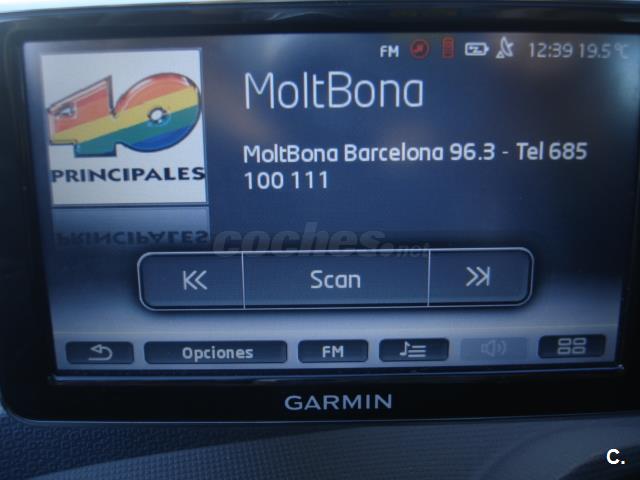 FM
12:39 19.5°C
MoltBona
40
PRINCIPALES
MoltBona Barcelona 96.3 - Tel 685
100 111
PRINCIPALES
coches.net
Scan
Opciones
FM
GARMIN
C.